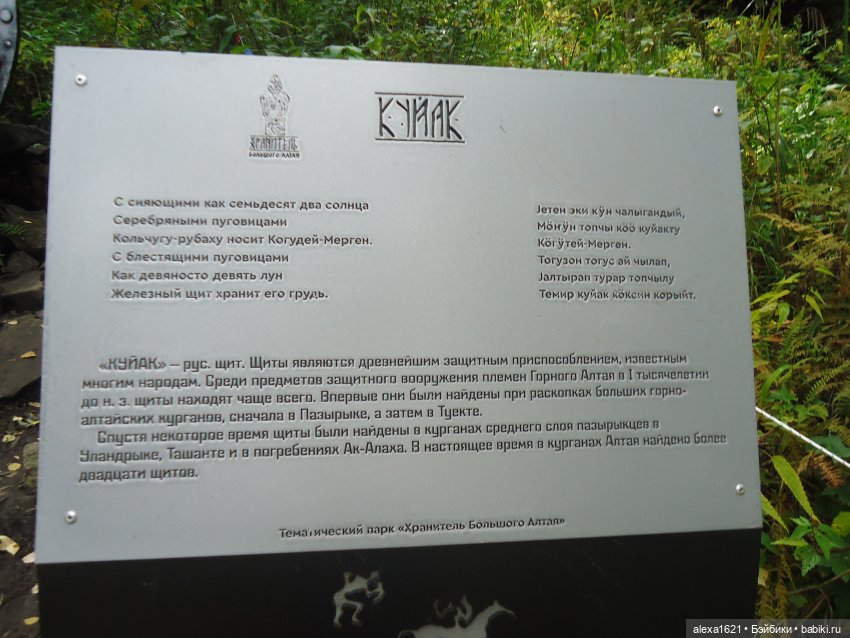 ХРАНИТЕЛЬ
БОЛЬШОГО АЛТАЯ
КУЙАК
С сияющими как семьдесят два солнца
Серебряными пуговицами
Кольчугу-рубаху носит Когудей-Мерген.
С блестящими пуговицами
Как девяносто девять лун
Железный щит хранит его грудь.
Jетен эки кӱн чалыгандый,
Мӧҥӱн топчы кӧӧ куйакту
Кӧгӱтей-Мерген.
Тогузон тогус ай чылап,
Jалтырап турар топчылу
Темир куйак кӧксин корыйт.
«КУЙАК» – рус. щит. Щиты являются древнейшим защитным приспособлением, известным
многим народам. Среди предметов защитного вооружения племен Горного Алтая в I тысячелетии
до н. э. щиты находят чаще всего. Впервые они были найдены при раскопках больших горно-
алтайских курганов, сначала в Пазырыке, а затем в Туекте.
Спустя некоторое время щиты были найдены в курганах среднего слоя пазырыкцев в
Уландрыке, Ташанте и в погребениях Ак-Алаха. В настоящее время в курганах Алтая найдено более
двадцати щитов.
Тематический парк «Хранитель Большого Алтая»
alexa1621 • Бэйбики • babiki.ru